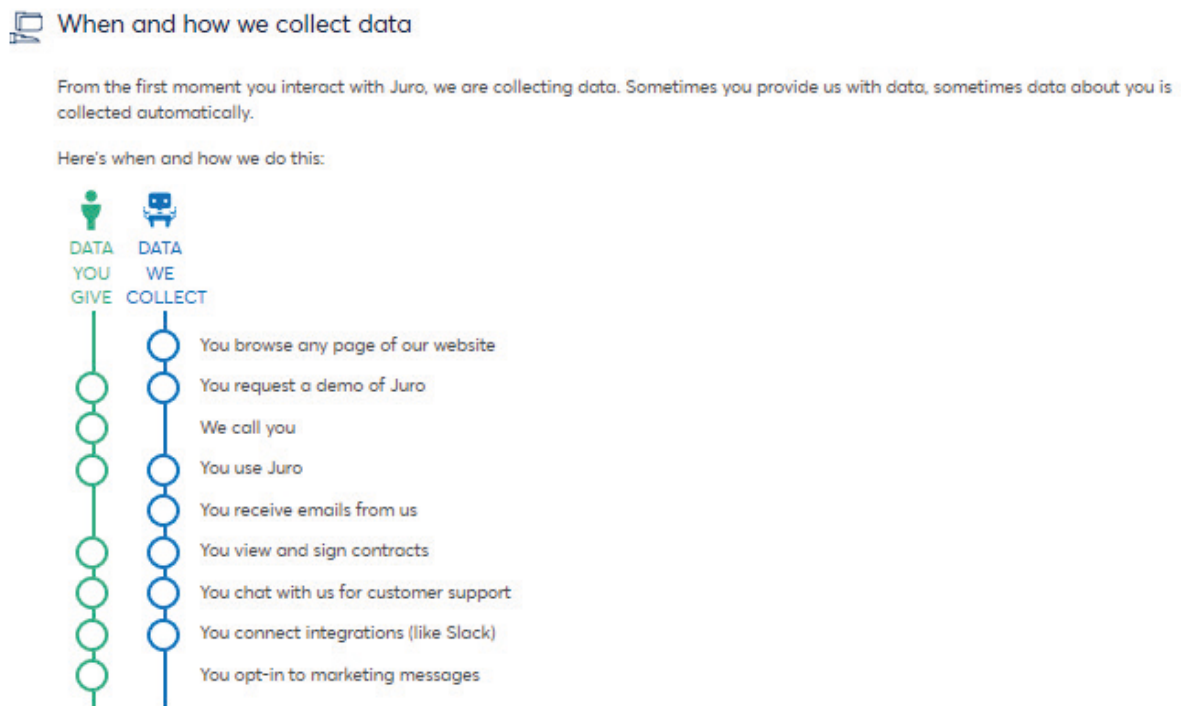 When and how we collect data
From the first moment you interact with Juro, we are collecting data. Sometimes you provide us with data, sometimes data about you is
collected automatically.
Here's when and how we do this:
DATA YOU GIVE
DATA WE COLLECT
You browse any page of our website
You request a demo of Juro
We call you
You use Juro
You receive emails from us
You view and sign contracts
You chat with us for customer support
You connect integrations (like Slack)
You opt-in to marketing messages